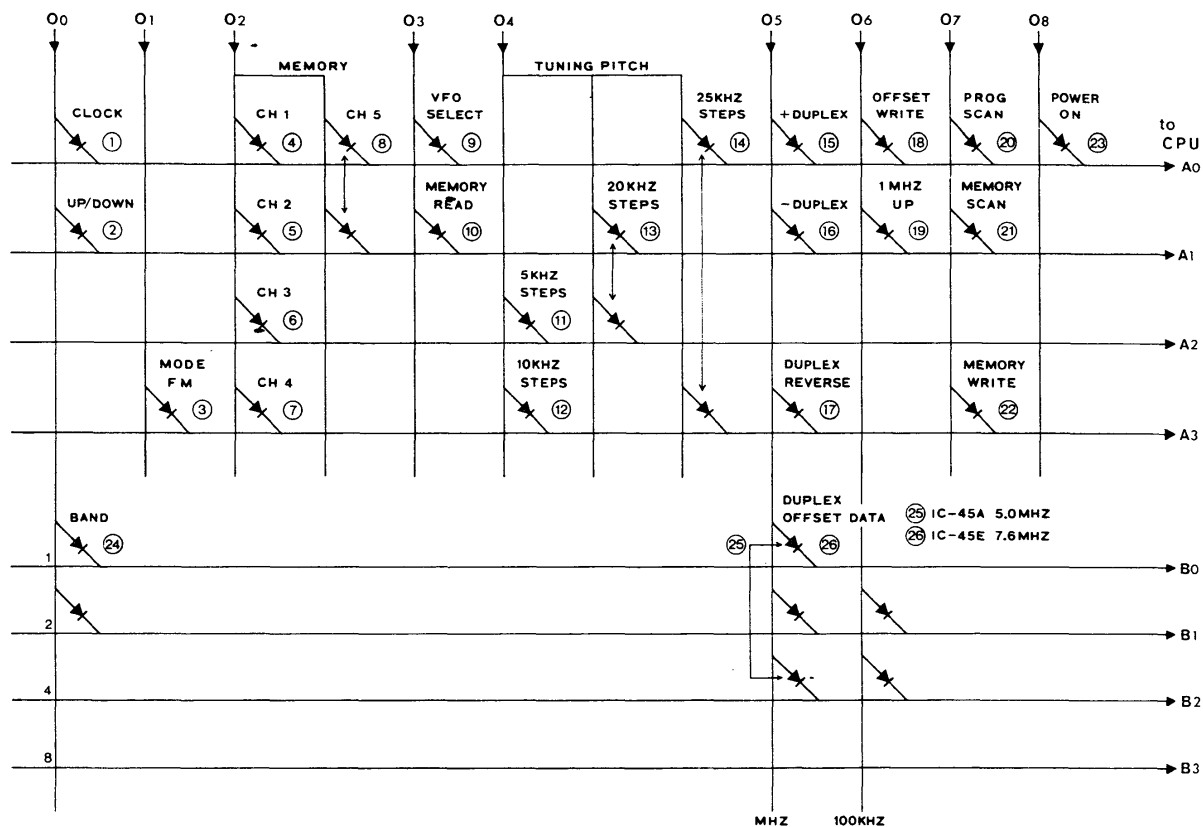 O0 O1 O2 O3 O4 O5 O6 O7 O8
MEMORY
TUNING PITCH
CLOCK
①
CH 1
④
CH 5
⑧
VFO
SELECT
⑨
25KHZ
STEPS
⑭
+DUPLEX
⑮
OFFSET
WRITE
⑱
PROG
SCAN
⑳
POWER
ON
㉓
to
CPU
A0
UP/DOWN
②
CH 2
⑤
MEMORY
READ
⑩
20KHZ
STEPS
⑬
-DUPLEX
⑯
1MHZ
UP
⑲
MEMORY
SCAN
㉑
A1
CH 3
⑥
5KHZ
STEPS
⑪
A2
MODE
FM
③
CH 4
⑦
10KHZ
STEPS
⑫
DUPLEX
REVERSE
⑰
MEMORY
WRITE
㉒
A3
BAND
㉔
DUPLEX
OFFSET DATA
㉕ IC-45A 5.0MHZ
㉖ IC-45E 7.6MHZ
㉕
㉖
1
B0
2
B1
4
B2
8
B3
MHZ
100KHZ